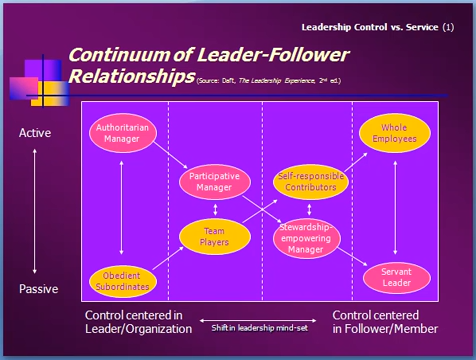 Leadership Control vs. Service (1)
Continuum of Leader-Follower
Relationships (Source: Daft, The Leadership Experience, 2nd ed.)
Active
Authoritarian
Manager
Whole
Employees
Participative
Manager
Self-responsible
Contributors
Team
Players
Stewardship-
empowering
Manager
Obedient
Subordinates
Servant
Leader
Passive
Control centered in
Leader/Organization
Shift in leadership mind-set
Control centered
in Follower/Member